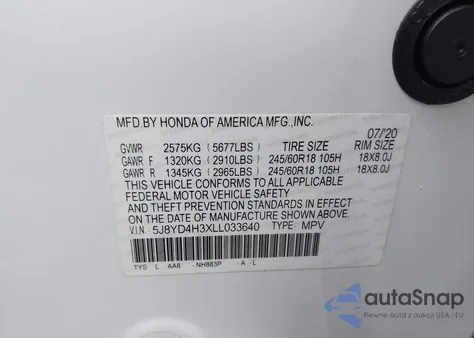 MFD.BY HONDA OF AMERICA MFG.,INC.
07/20
GVWR 2575KG (5677LBS) TIRE SIZE RIM SIZE
GAWR F 1320KG (2910LBS) 245/60R18 105H 18X8.0J
GAWR R 1345KG (2965LBS) 245/60R18 105H 18X8.0J
THIS VEHICLE CONFORMS TO ALL APPLICABLE
FEDERAL MOTOR VEHICLE SAFETY
AND THEFT PREVENTION STANDARDS IN EFFECT
ON THE DATE OF MANUFACTURE SHOWN ABOVE.
V.I.N: 5J8YD4H3XLL033640 TYPE: MPV
TYS L AA8 NH883P A -L
autoSnap
Не працює з РФ